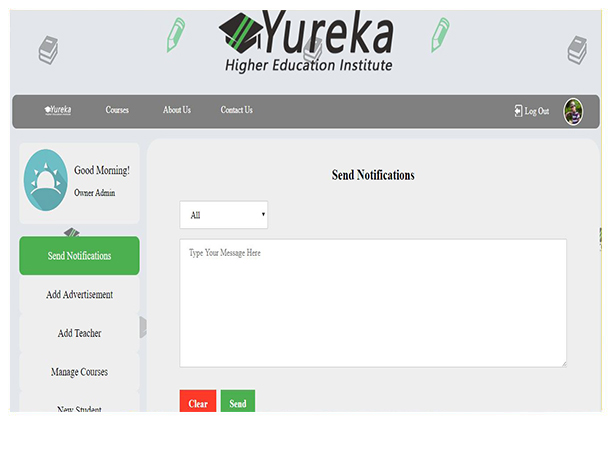 Yureka
Higher Education Institute
Yureka
Courses
About Us
Contact Us
Log Out
Good Morning!
Owner Admin
Send Notifications
Add Advertisement
Add Teacher
Manage Courses
New Student
Send Notifications
All
Type Your Message Here
Clear
Send